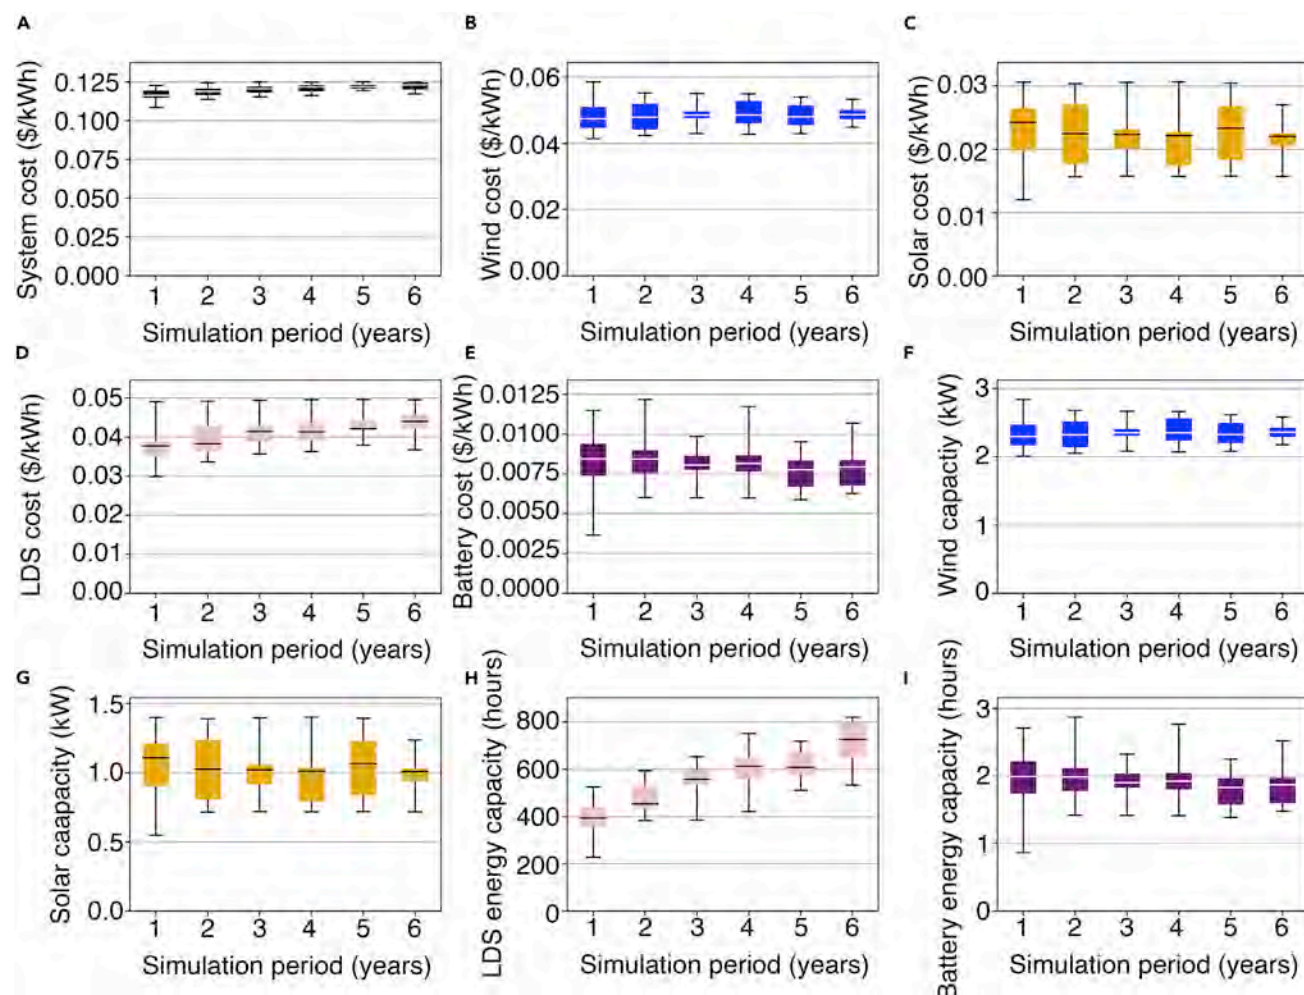 A
System cost ($/kWh)
0.125
0.100
0.075
0.050
0.025
0.000
1 2 3 4 5 6
Simulation period (years)
B
Wind cost ($/kWh)
0.06
0.04
0.02
0.00
1 2 3 4 5 6
Simulation period (years)
C
Solar cost ($/kWh)
0.03
0.02
0.01
0.00
1 2 3 4 5 6
Simulation period (years)
D
LDS cost ($/kWh)
0.05
0.04
0.03
0.02
0.01
0.00
1 2 3 4 5 6
Simulation period (years)
E
Battery cost ($/kWh)
0.0125
0.0100
0.0075
0.0050
0.0025
0.0000
1 2 3 4 5 6
Simulation period (years)
F
Wind capactiy (kW)
3
2
1
0
1 2 3 4 5 6
Simulation period (years)
G
Solar caapacity (kW)
1.5
1.0
0.5
0.0
1 2 3 4 5 6
Simulation period (years)
H
LDS energy capacity (hours)
800
600
400
200
0
1 2 3 4 5 6
Simulation period (years)
I
Battery energy capacity (hours)
3
2
1
0
1 2 3 4 5 6
Simulation period (years)